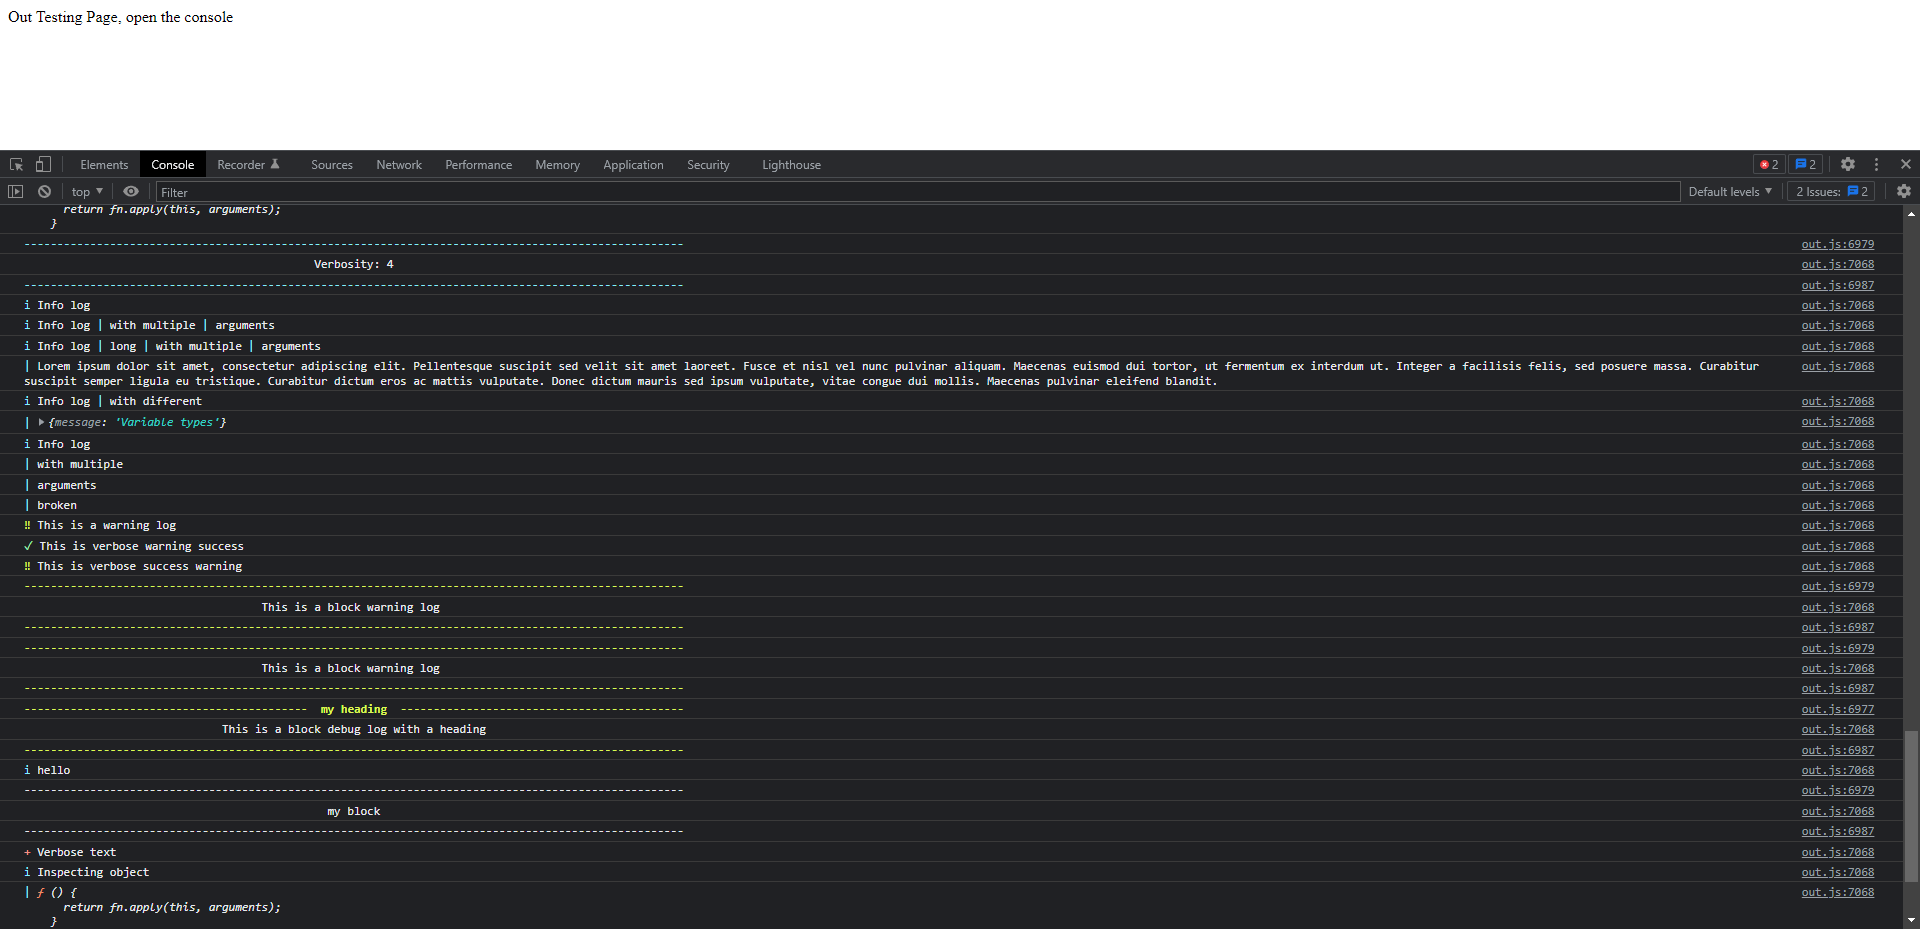 Out Testing Page, open the console
Elements Console Recorder Sources Network Performance Memory Application Security Lighthouse 2 2
top Filter Default levels 2 Issues: 2
return fn.apply(this, arguments);
}
---------------------------------------------------------------------------------------------------- out.js:6979
Verbosity: 4 out.js:7068
---------------------------------------------------------------------------------------------------- out.js:6987
i Info log out.js:7068
i Info log | with multiple | arguments out.js:7068
i Info log | long | with multiple | arguments out.js:7068
| Lorem ipsum dolor sit amet, consectetur adipiscing elit. Pellentesque suscipit sed velit sit amet laoreet. Fusce et nisl vel nunc pulvinar aliquam. Maecenas euismod dui tortor, ut fermentum ex interdum ut. Integer a facilisis felis, sed posuere massa. Curabitur out.js:7068
suscipit semper ligula eu tristique. Curabitur dictum eros ac mattis vulputate. Donec dictum mauris sed ipsum vulputate, vitae congue dui mollis. Maecenas pulvinar eleifend blandit.
i Info log | with different out.js:7068
| ▶{message: 'Variable types'} out.js:7068
i Info log out.js:7068
| with multiple out.js:7068
| arguments out.js:7068
| broken out.js:7068
‼ This is a warning log out.js:7068
✓ This is verbose warning success out.js:7068
‼ This is verbose success warning out.js:7068
---------------------------------------------------------------------------------------------------- out.js:6979
This is a block warning log out.js:7068
---------------------------------------------------------------------------------------------------- out.js:6987
---------------------------------------------------------------------------------------------------- out.js:6979
This is a block warning log out.js:7068
---------------------------------------------------------------------------------------------------- out.js:6987
------------------------------------------- my heading ------------------------------------------- out.js:6977
This is a block debug log with a heading out.js:7068
---------------------------------------------------------------------------------------------------- out.js:6987
i hello out.js:7068
---------------------------------------------------------------------------------------------------- out.js:6979
my block out.js:7068
---------------------------------------------------------------------------------------------------- out.js:6987
+ Verbose text out.js:7068
i Inspecting object out.js:7068
| ƒ () { out.js:7068
return fn.apply(this, arguments);
}